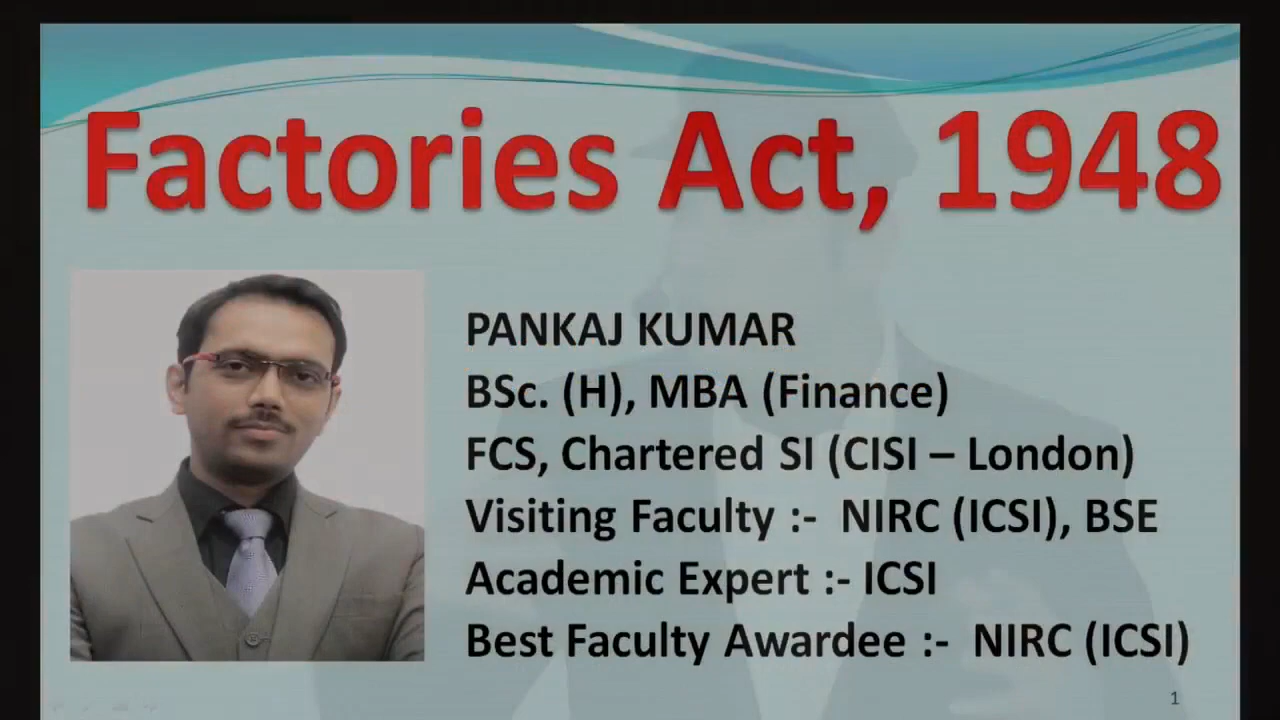 Factories Act, 1948
PANKAJ KUMAR
BSc. (H), MBA (Finance)
FCS, Chartered SI (CISI – London)
Visiting Faculty :- NIRC (ICSI), BSE
Academic Expert :- ICSI
Best Faculty Awardee :- NIRC (ICSI)
1